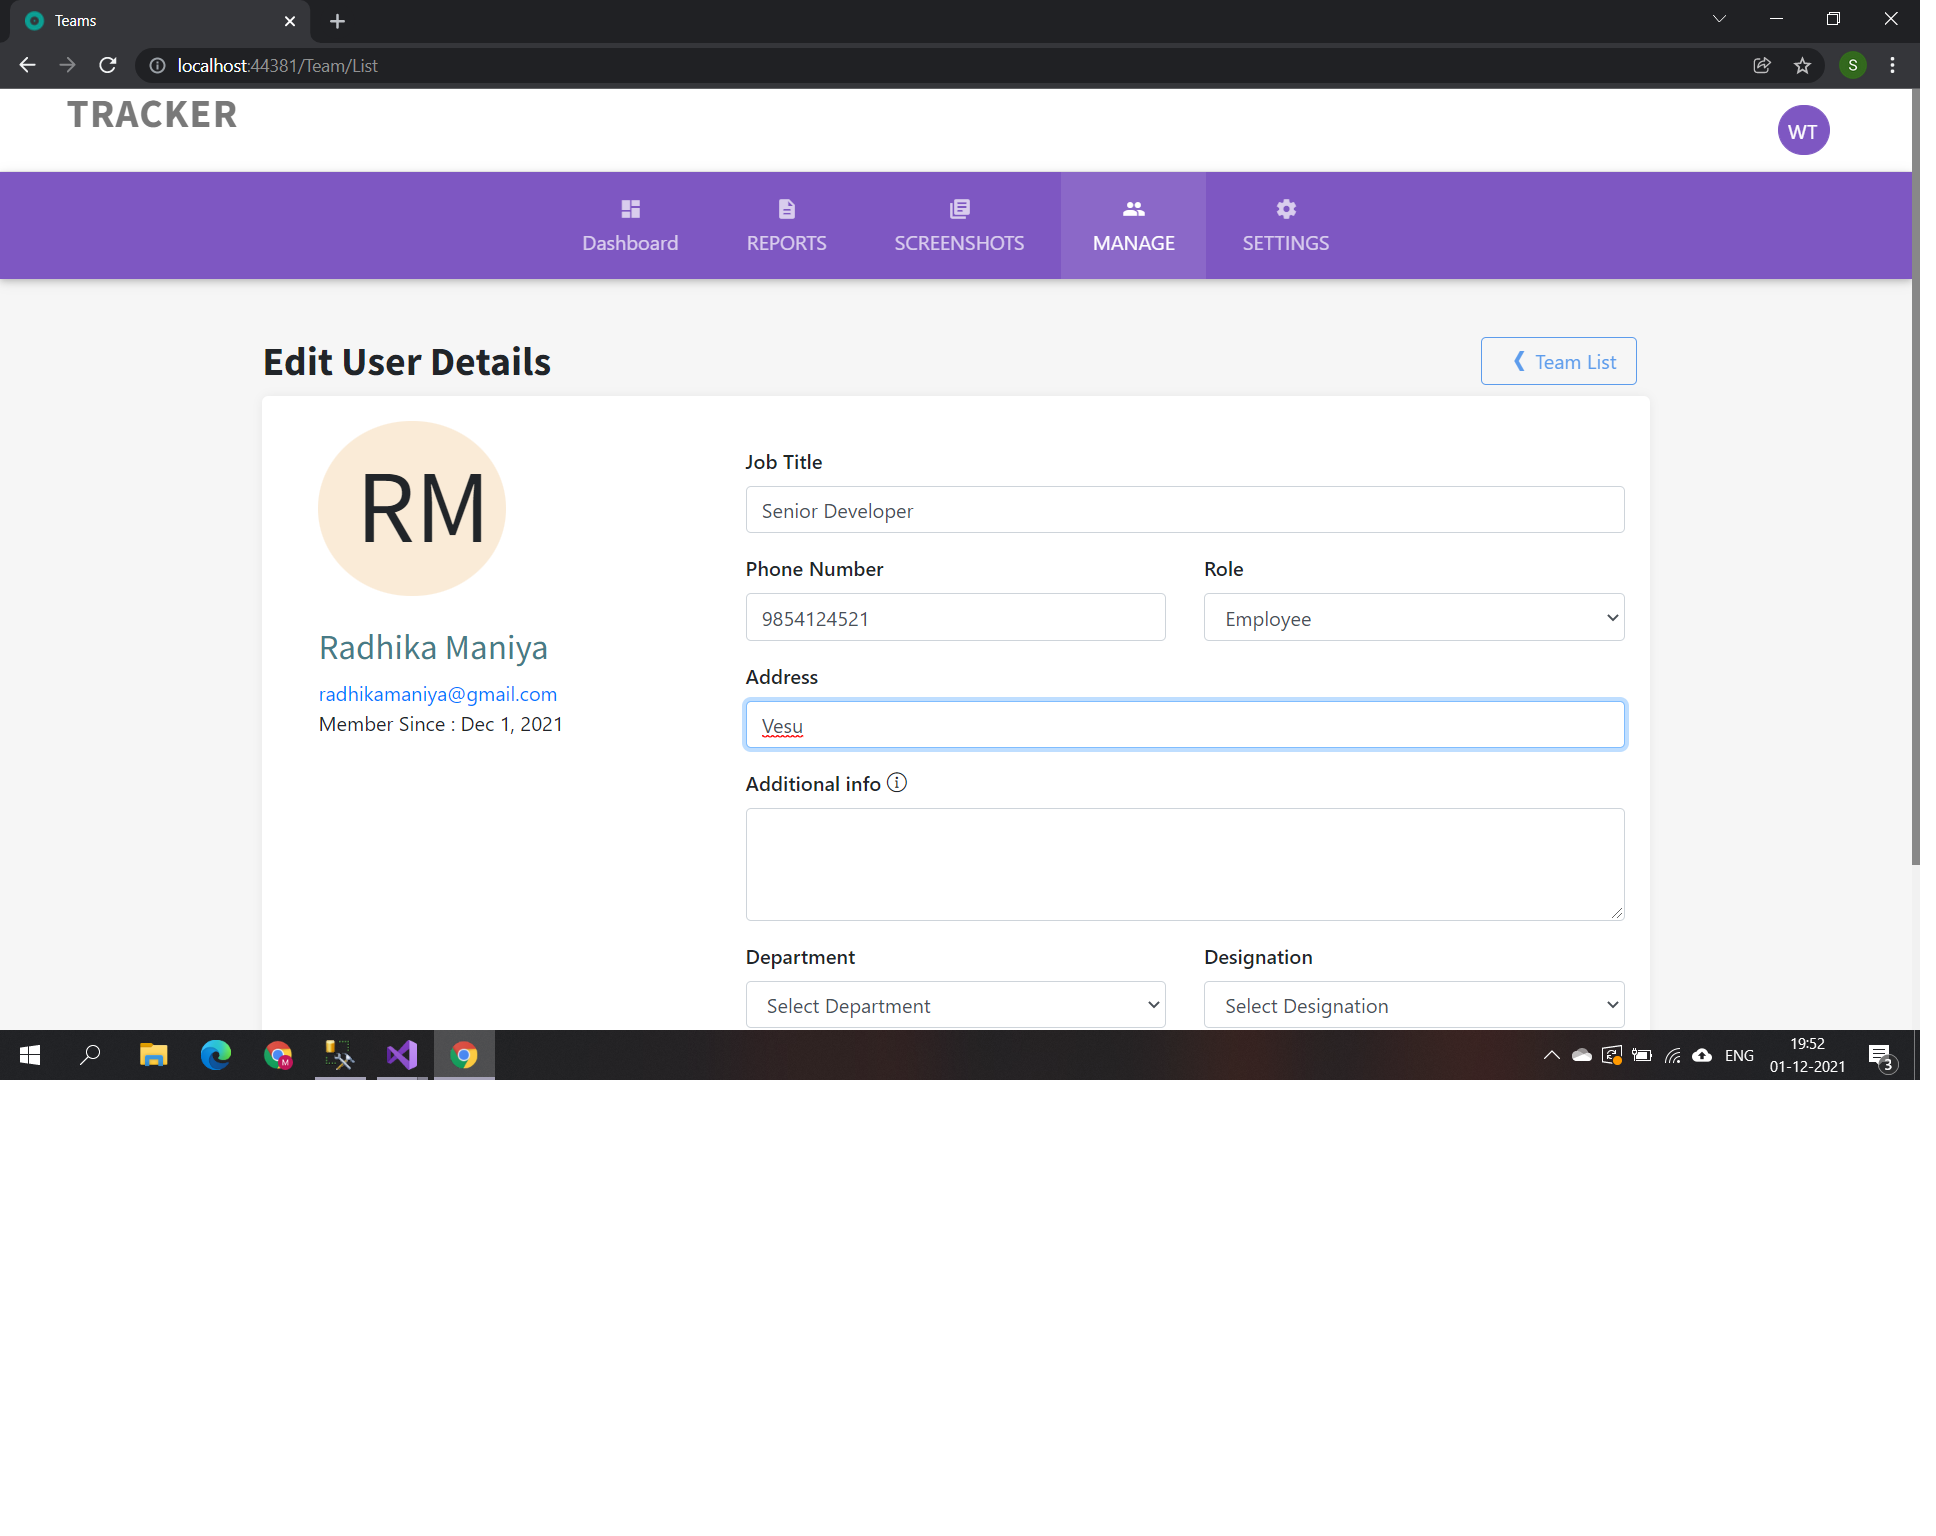 Teams
localhost:44381/Team/List
S
TRACKER
WT
Dashboard
REPORTS
SCREENSHOTS
MANAGE
SETTINGS
Edit User Details
Team List
RM
Radhika Maniya
radhikamaniya@gmail.com
Member Since : Dec 1, 2021
Job Title
Senior Developer
Phone Number
Role
9854124521
Employee
Address
Vesu
Additional info
Department
Designation
Select Department
Select Designation
M
ENG
19:52
01-12-2021
3